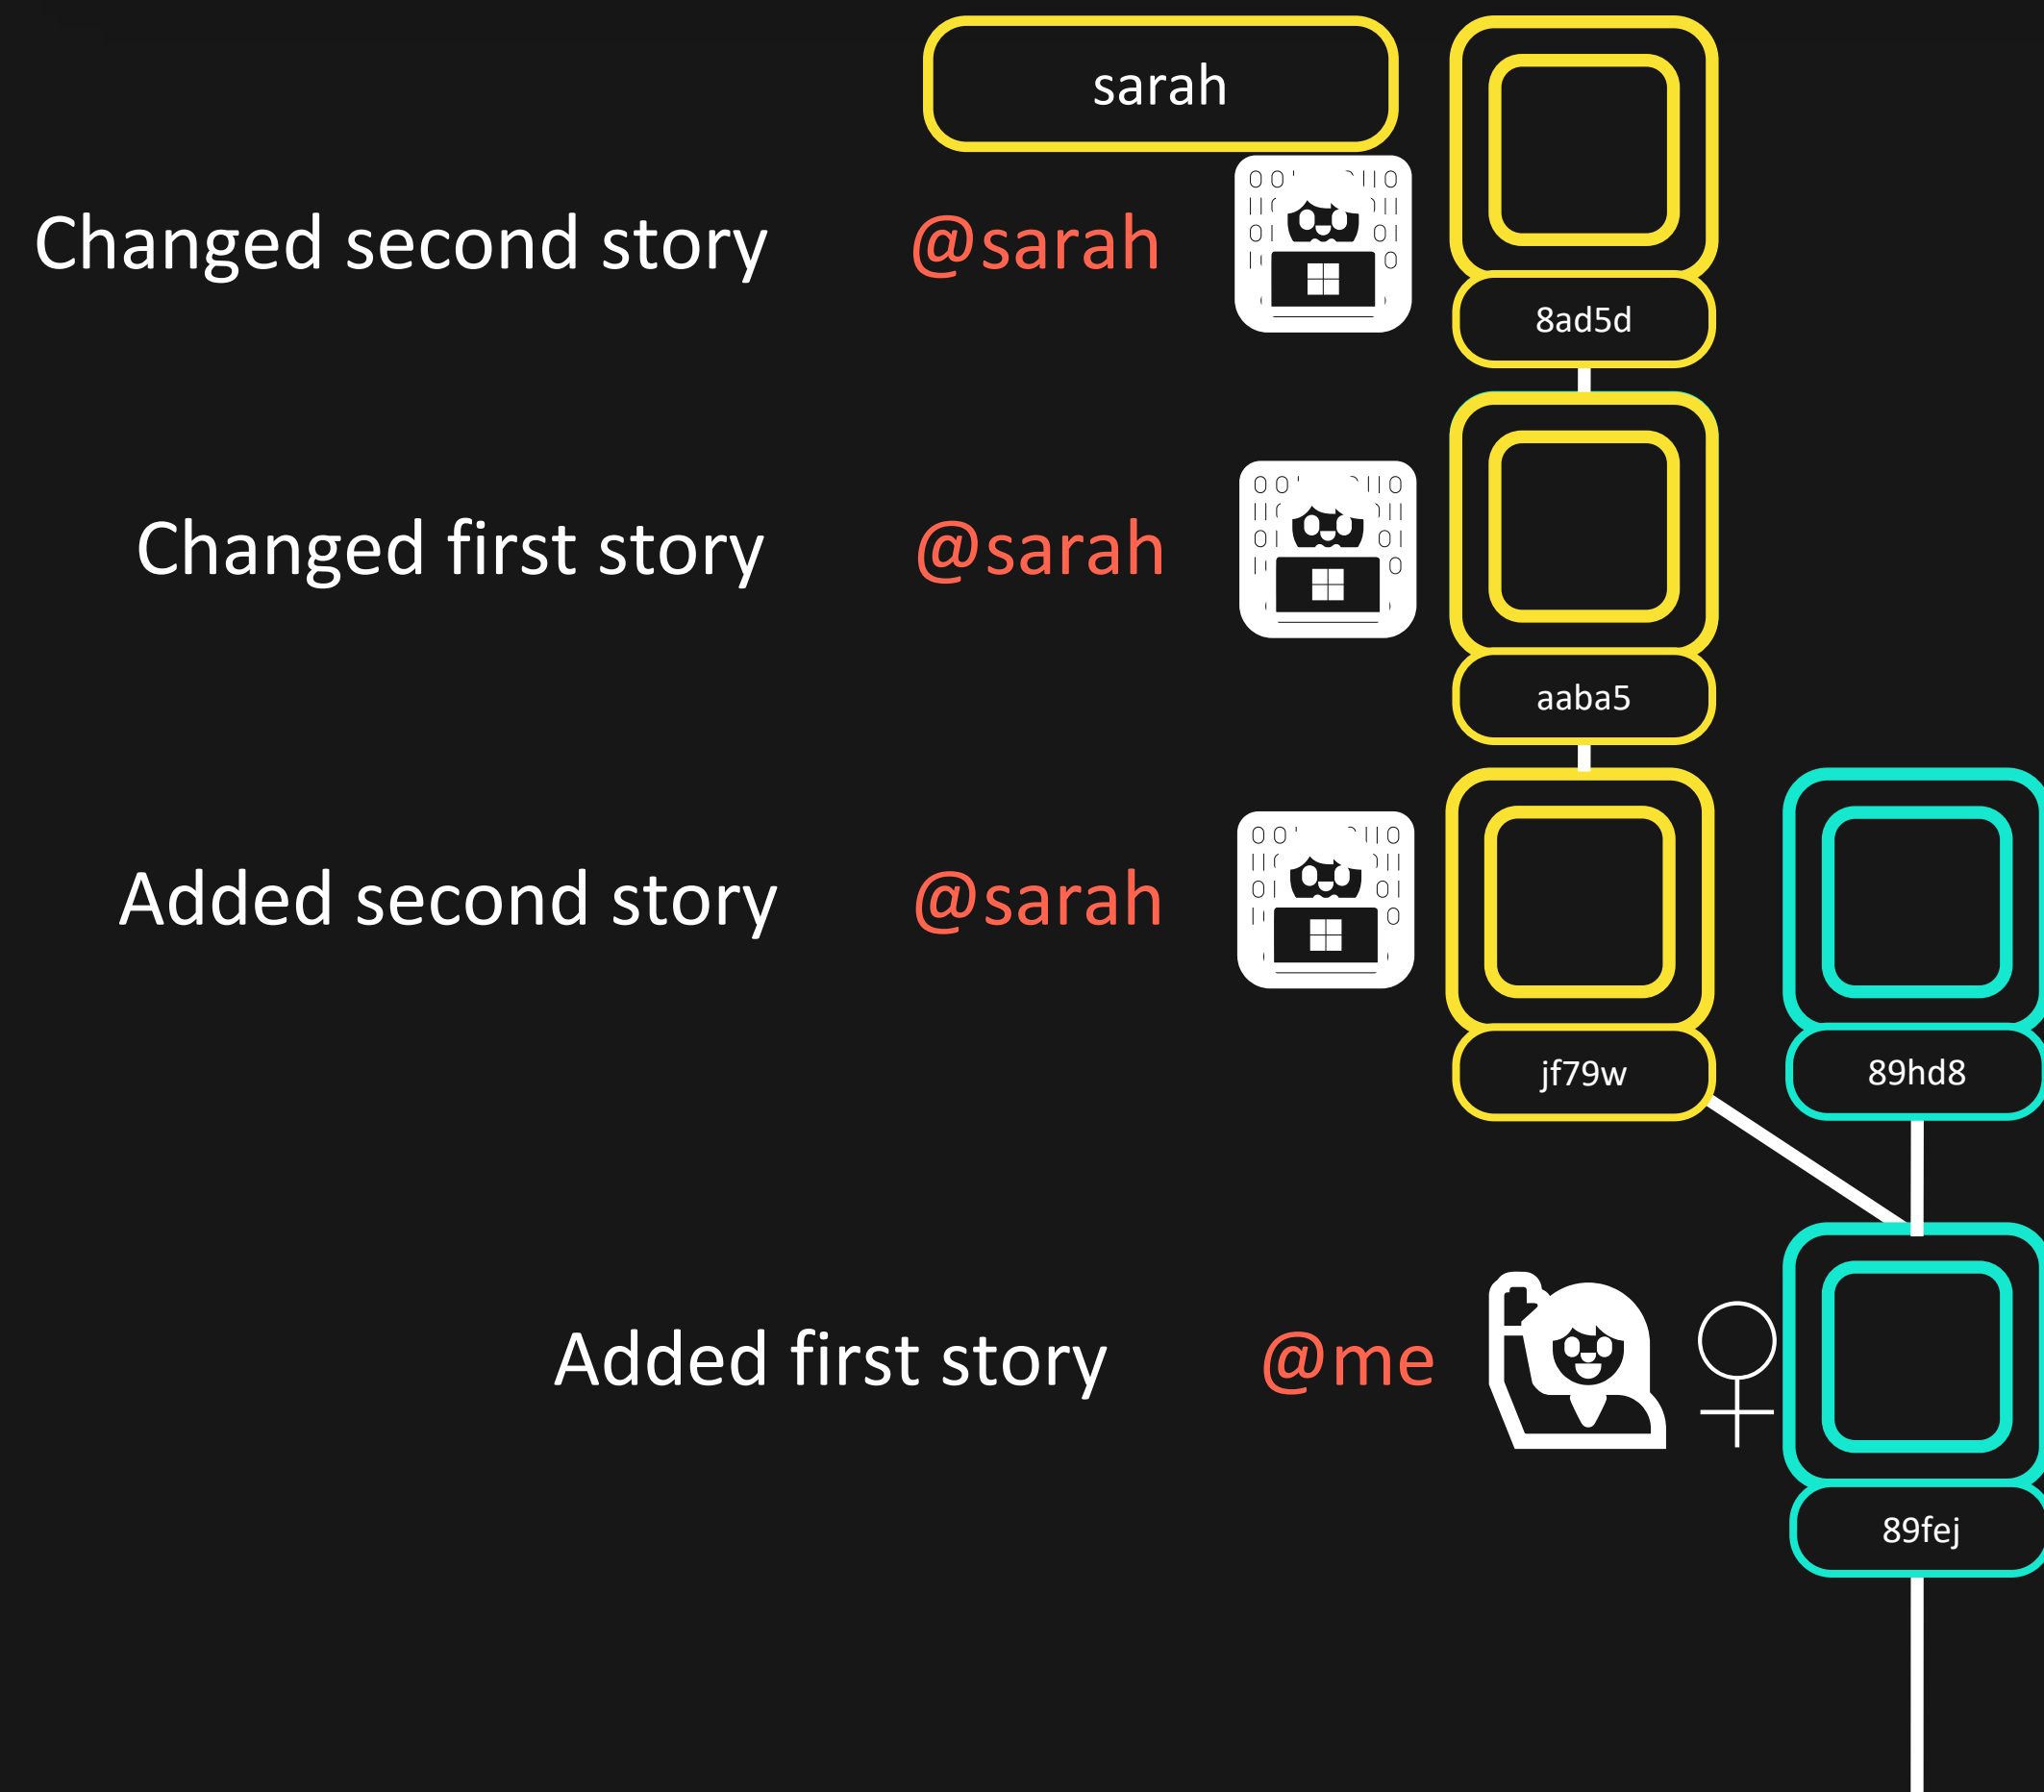 sarah
Changed second story @sarah
8ad5d
Changed first story @sarah
aaba5
Added second story @sarah
jf79w 89hd8
Added first story @me
89fej